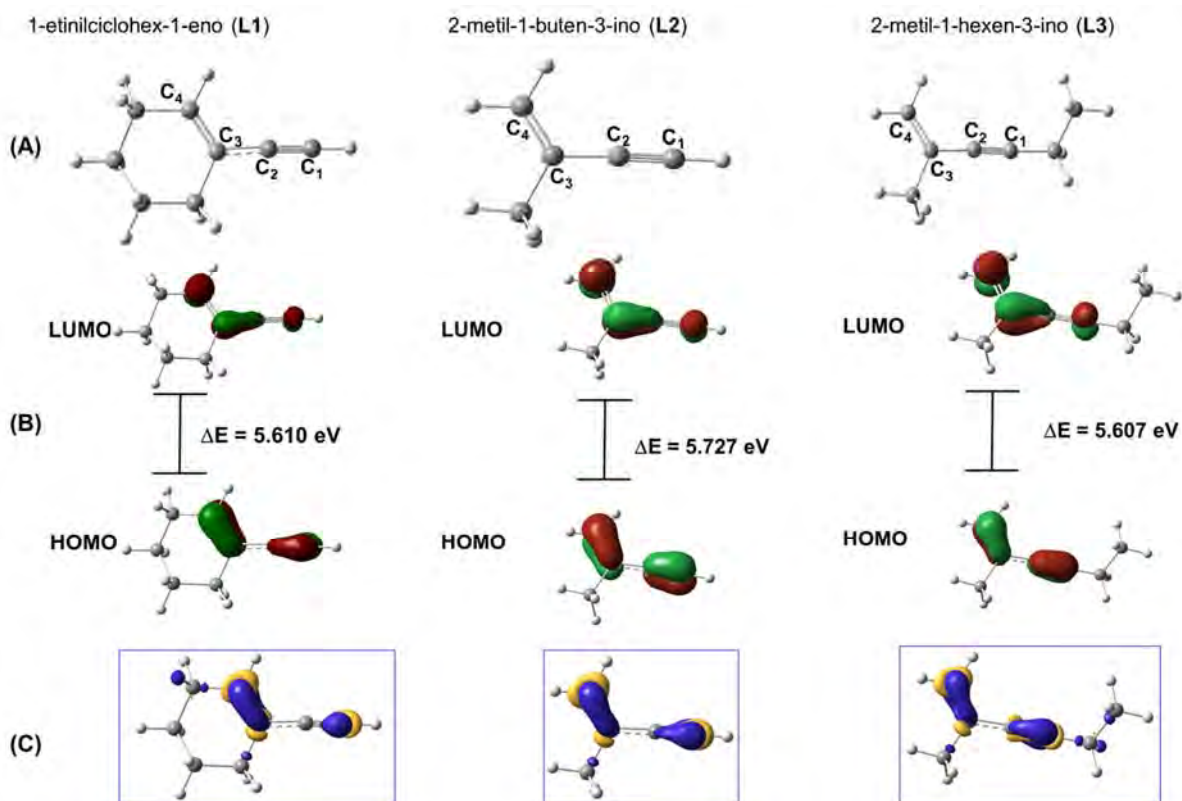 1-etinilciclohex-1-eno (L1) 2-metil-1-buten-3-ino (L2) 2-metil-1-hexen-3-ino (L3)
(A)
C4 C3 C2 C1
C4 C2 C1 C3
C4 C2 C1 C3
LUMO LUMO LUMO
(B)
ΔE = 5.610 eV ΔE = 5.727 eV ΔE = 5.607 eV
HOMO HOMO HOMO
(C)